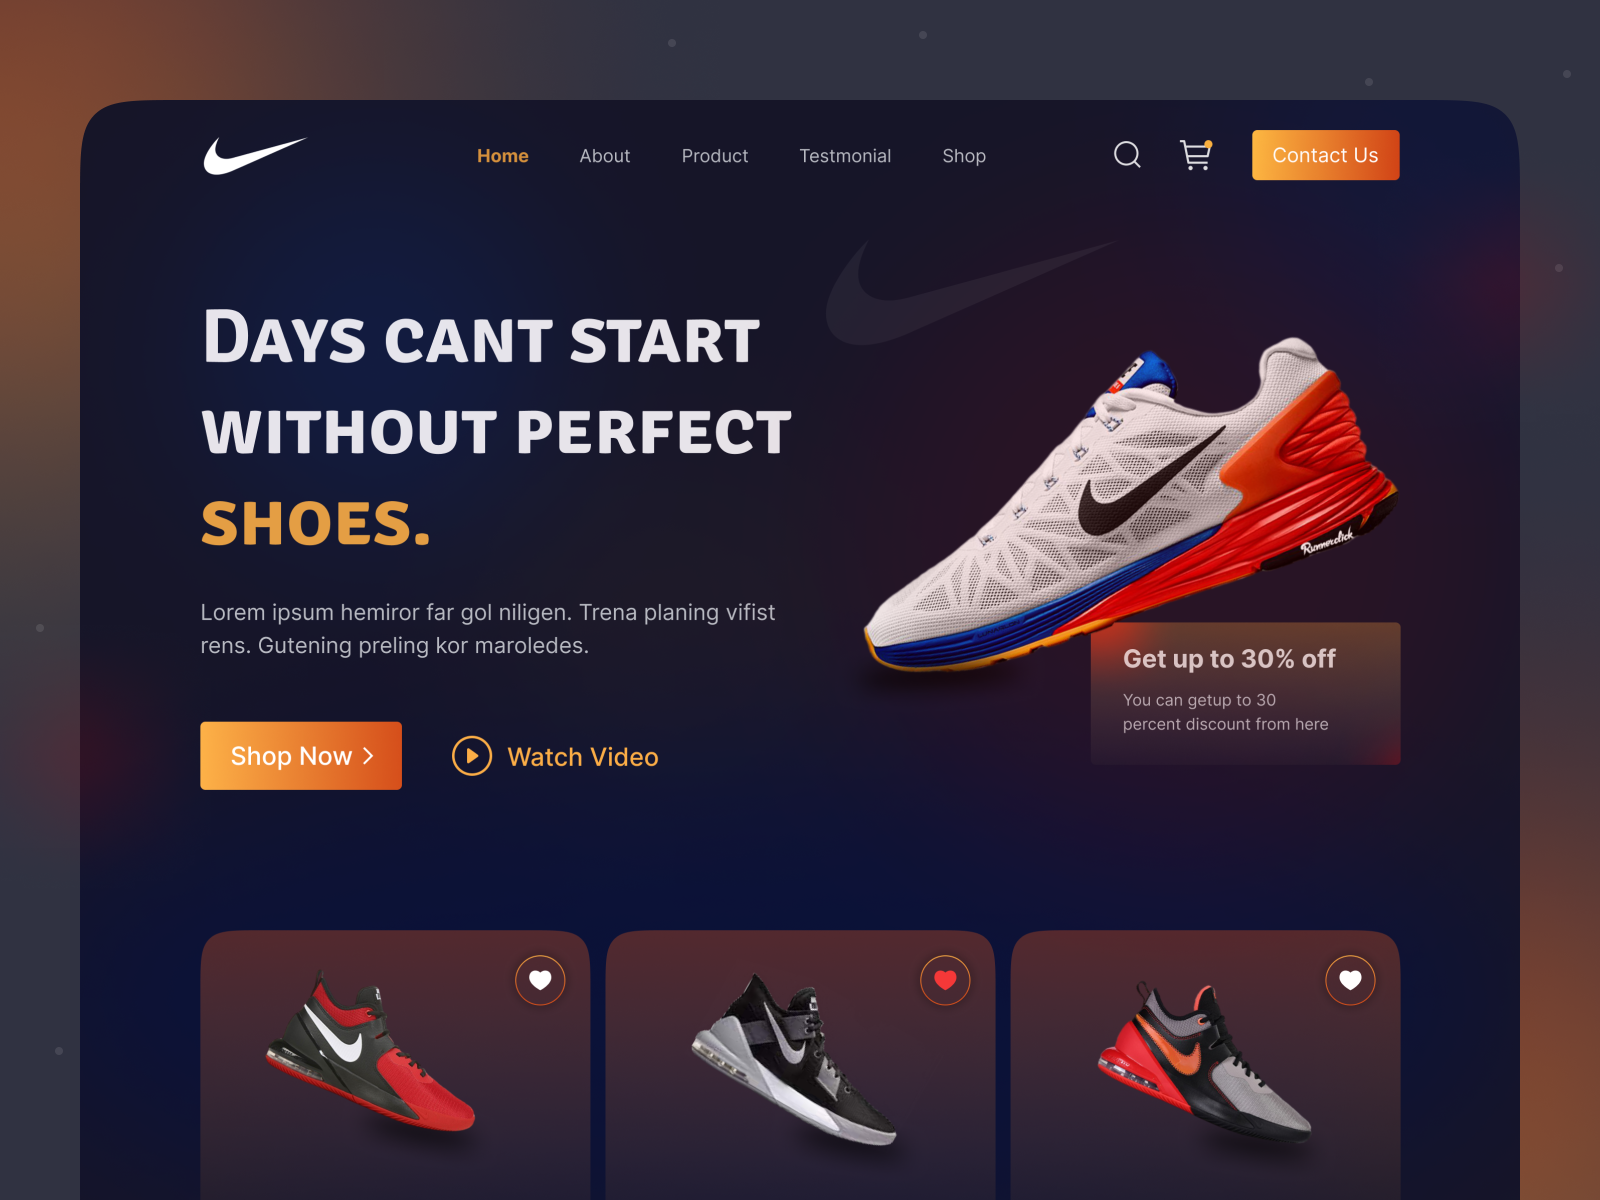 Home About Product Testmonial Shop Contact Us
Days cant start
without perfect
shoes.
Lorem ipsum hemiror far gol niligen. Trena planing vifist
rens. Gutening preling kor maroledes.
Runnerclick
Get up to 30% off
You can getup to 30
percent discount from here
Shop Now
Watch Video